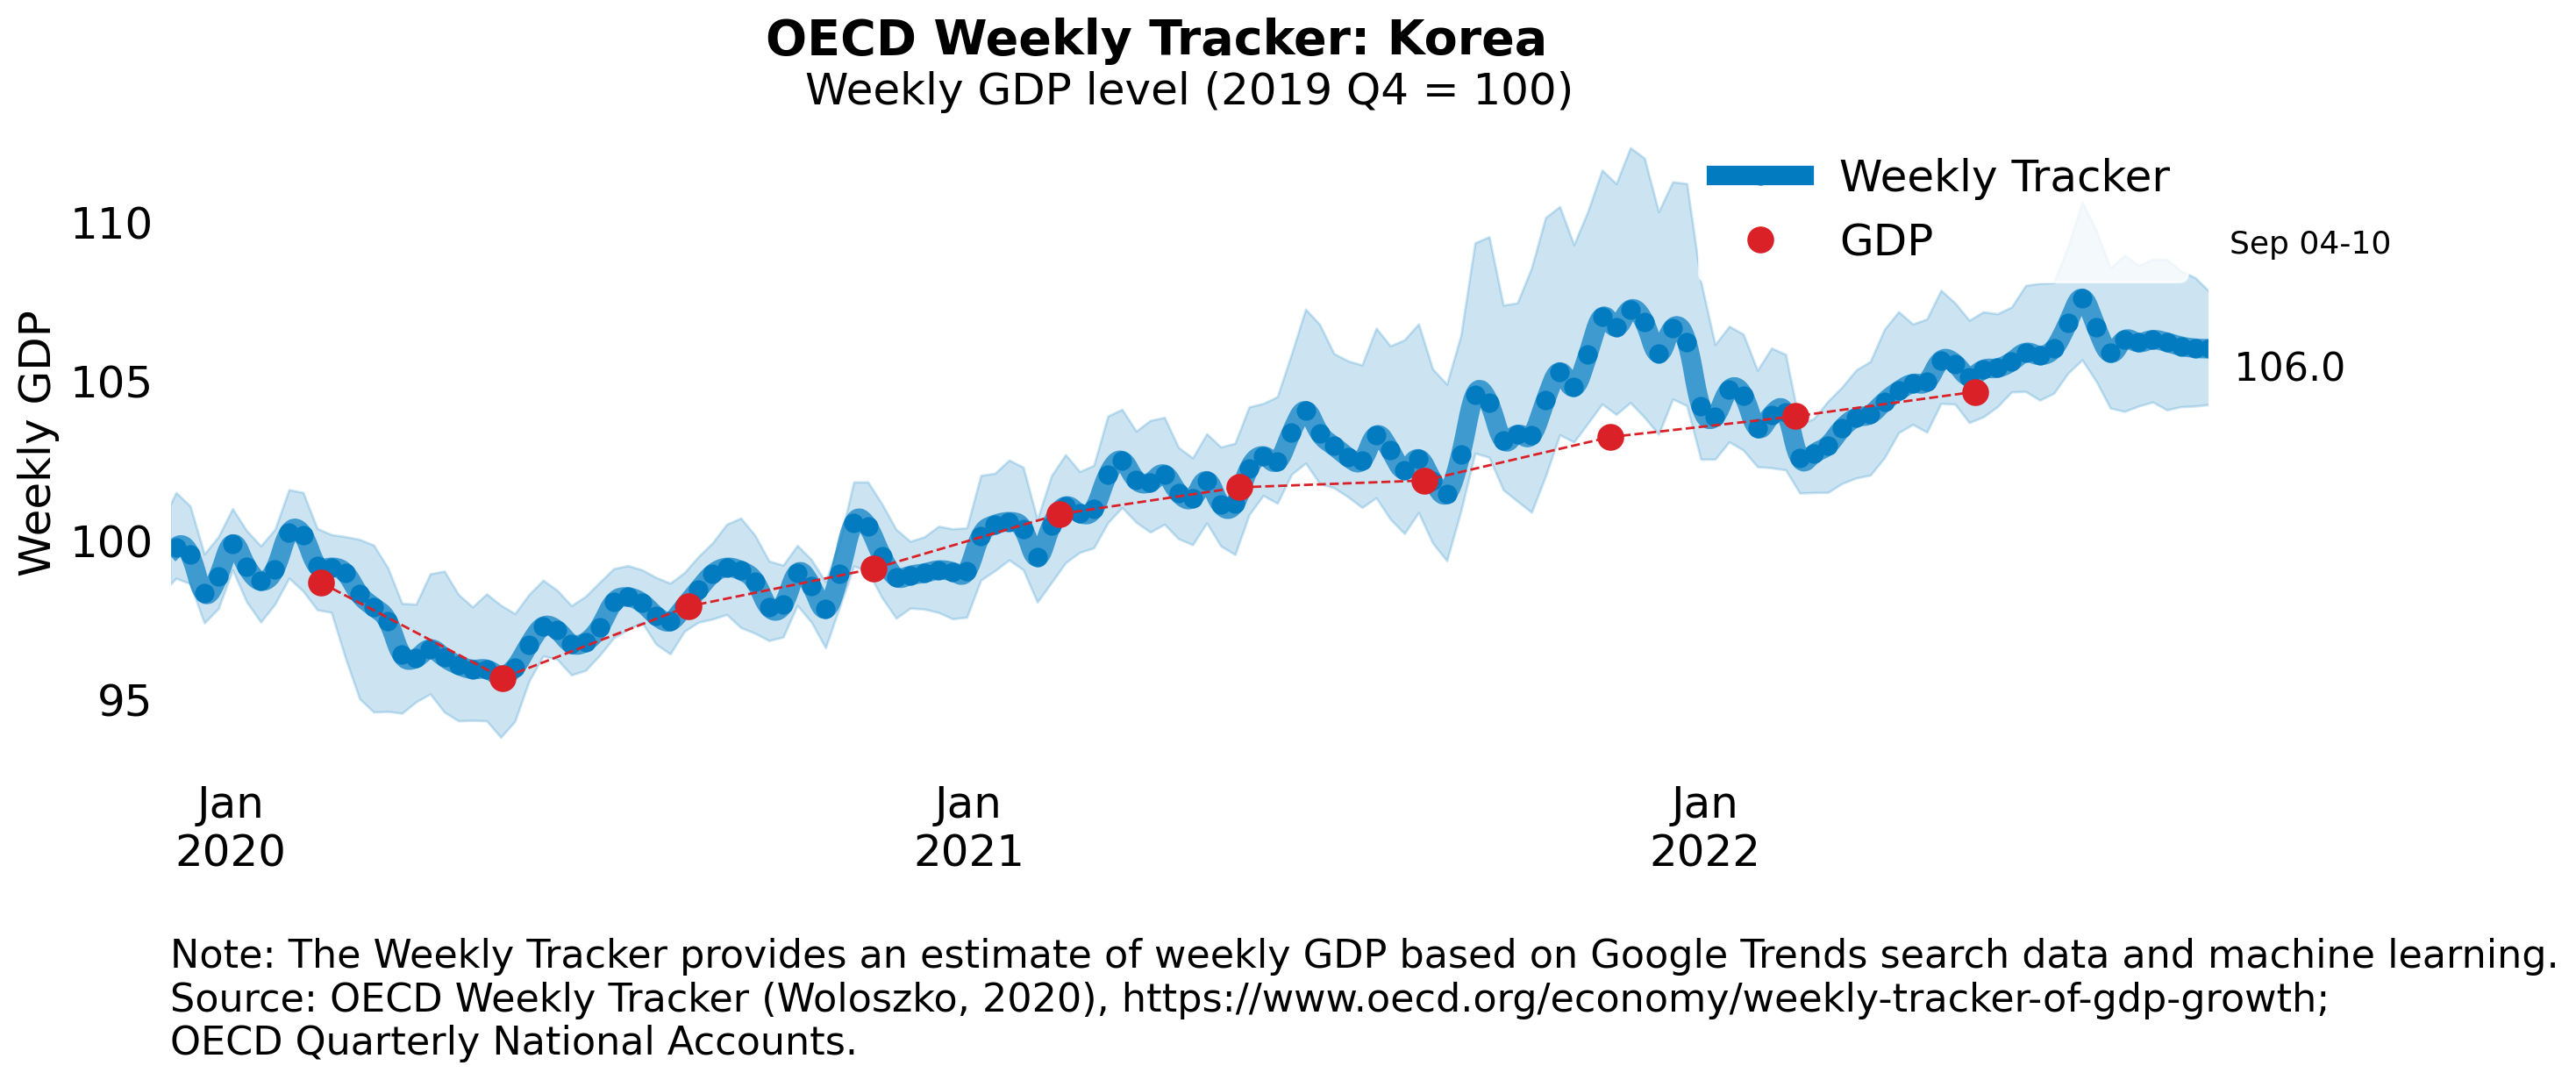 OECD Weekly Tracker: Korea
Weekly GDP level (2019 Q4 = 100)
Weekly Tracker
GDP
Sep 04-10
106.0
Weekly GDP
110
105
100
95
Jan
2020
Jan
2021
Jan
2022
Note: The Weekly Tracker provides an estimate of weekly GDP based on Google Trends search data and machine learning.
Source: OECD Weekly Tracker (Woloszko, 2020), https://www.oecd.org/economy/weekly-tracker-of-gdp-growth;
OECD Quarterly National Accounts.